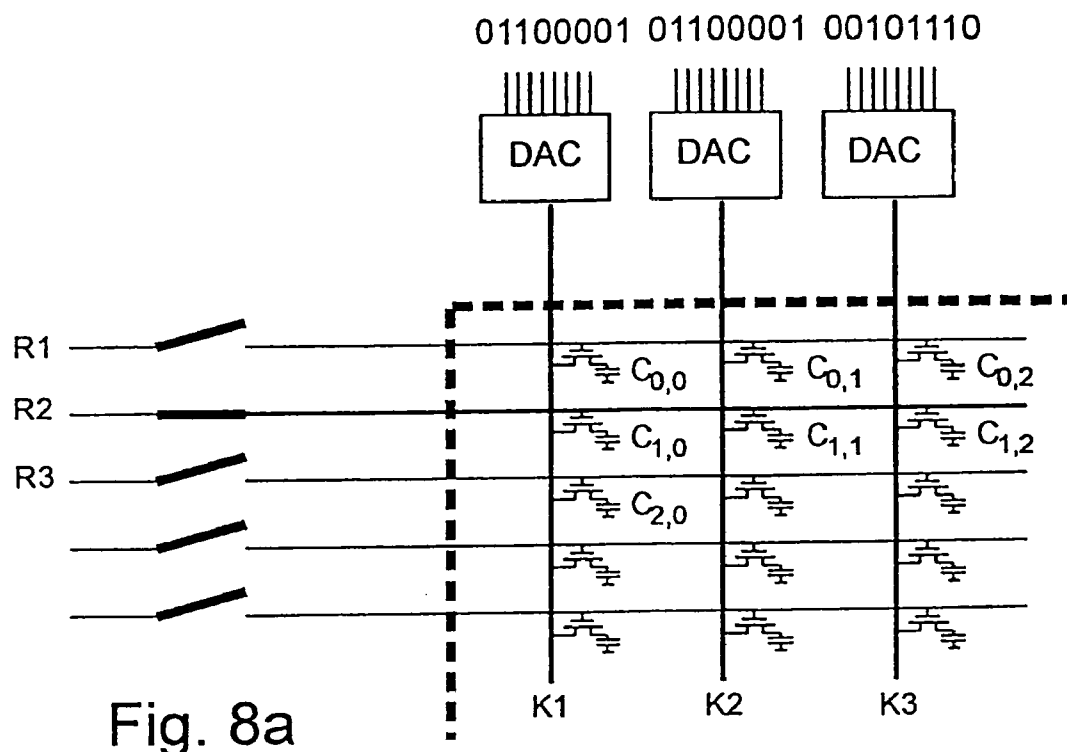 01100001 01100001 00101110
DAC DAC DAC
R1
C0,0 C0,1 C0,2
R2
C1,0 C1,1 C1,2
R3
C2,0
K1 K2 K3
Fig. 8a